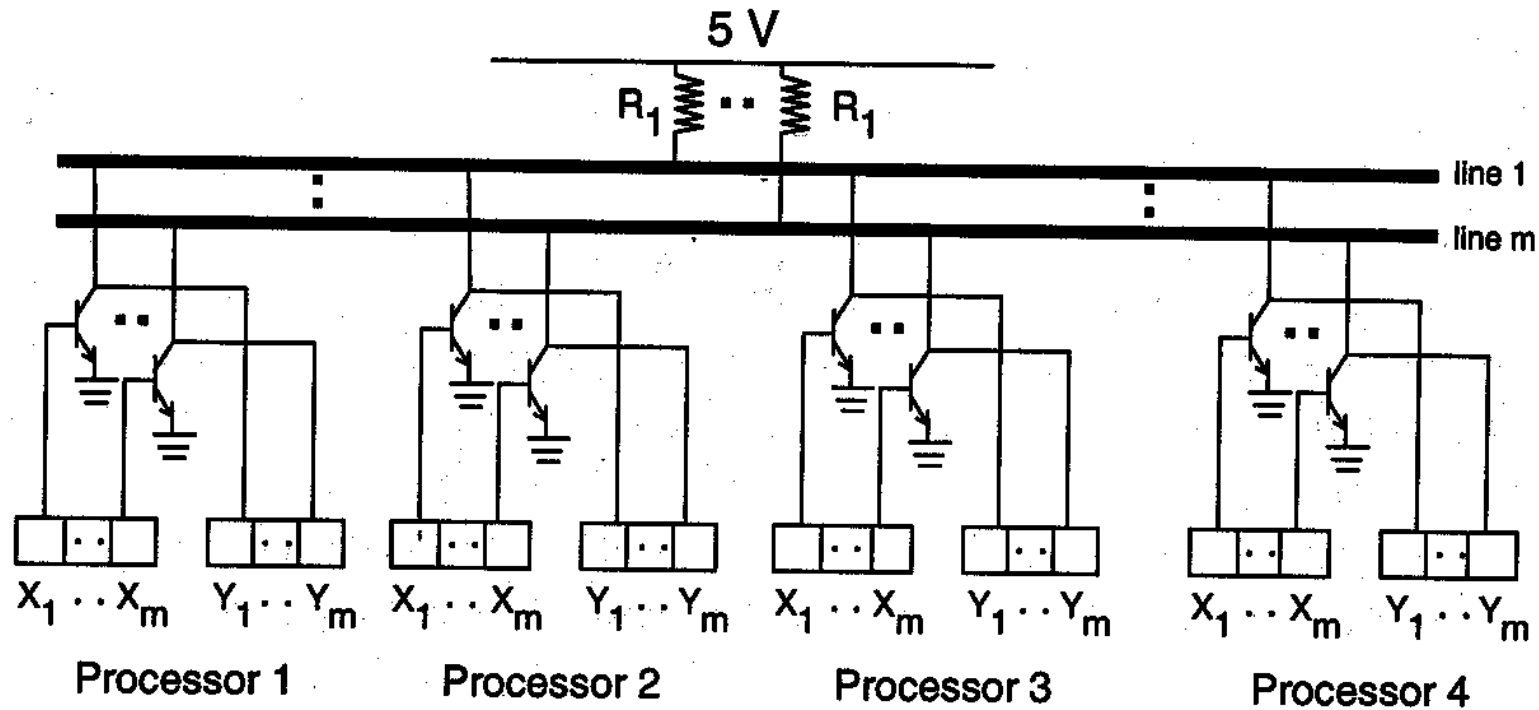 5 V
R₁ ▪ ▪ R₁
line 1
line m
X₁ . . Xₘ Y₁ . . Yₘ X₁ . . Xₘ Y₁ . . Yₘ X₁ . . Xₘ Y₁ . . Yₘ X₁ . . Xₘ Y₁ . . Yₘ
Processor 1 Processor 2 Processor 3 Processor 4